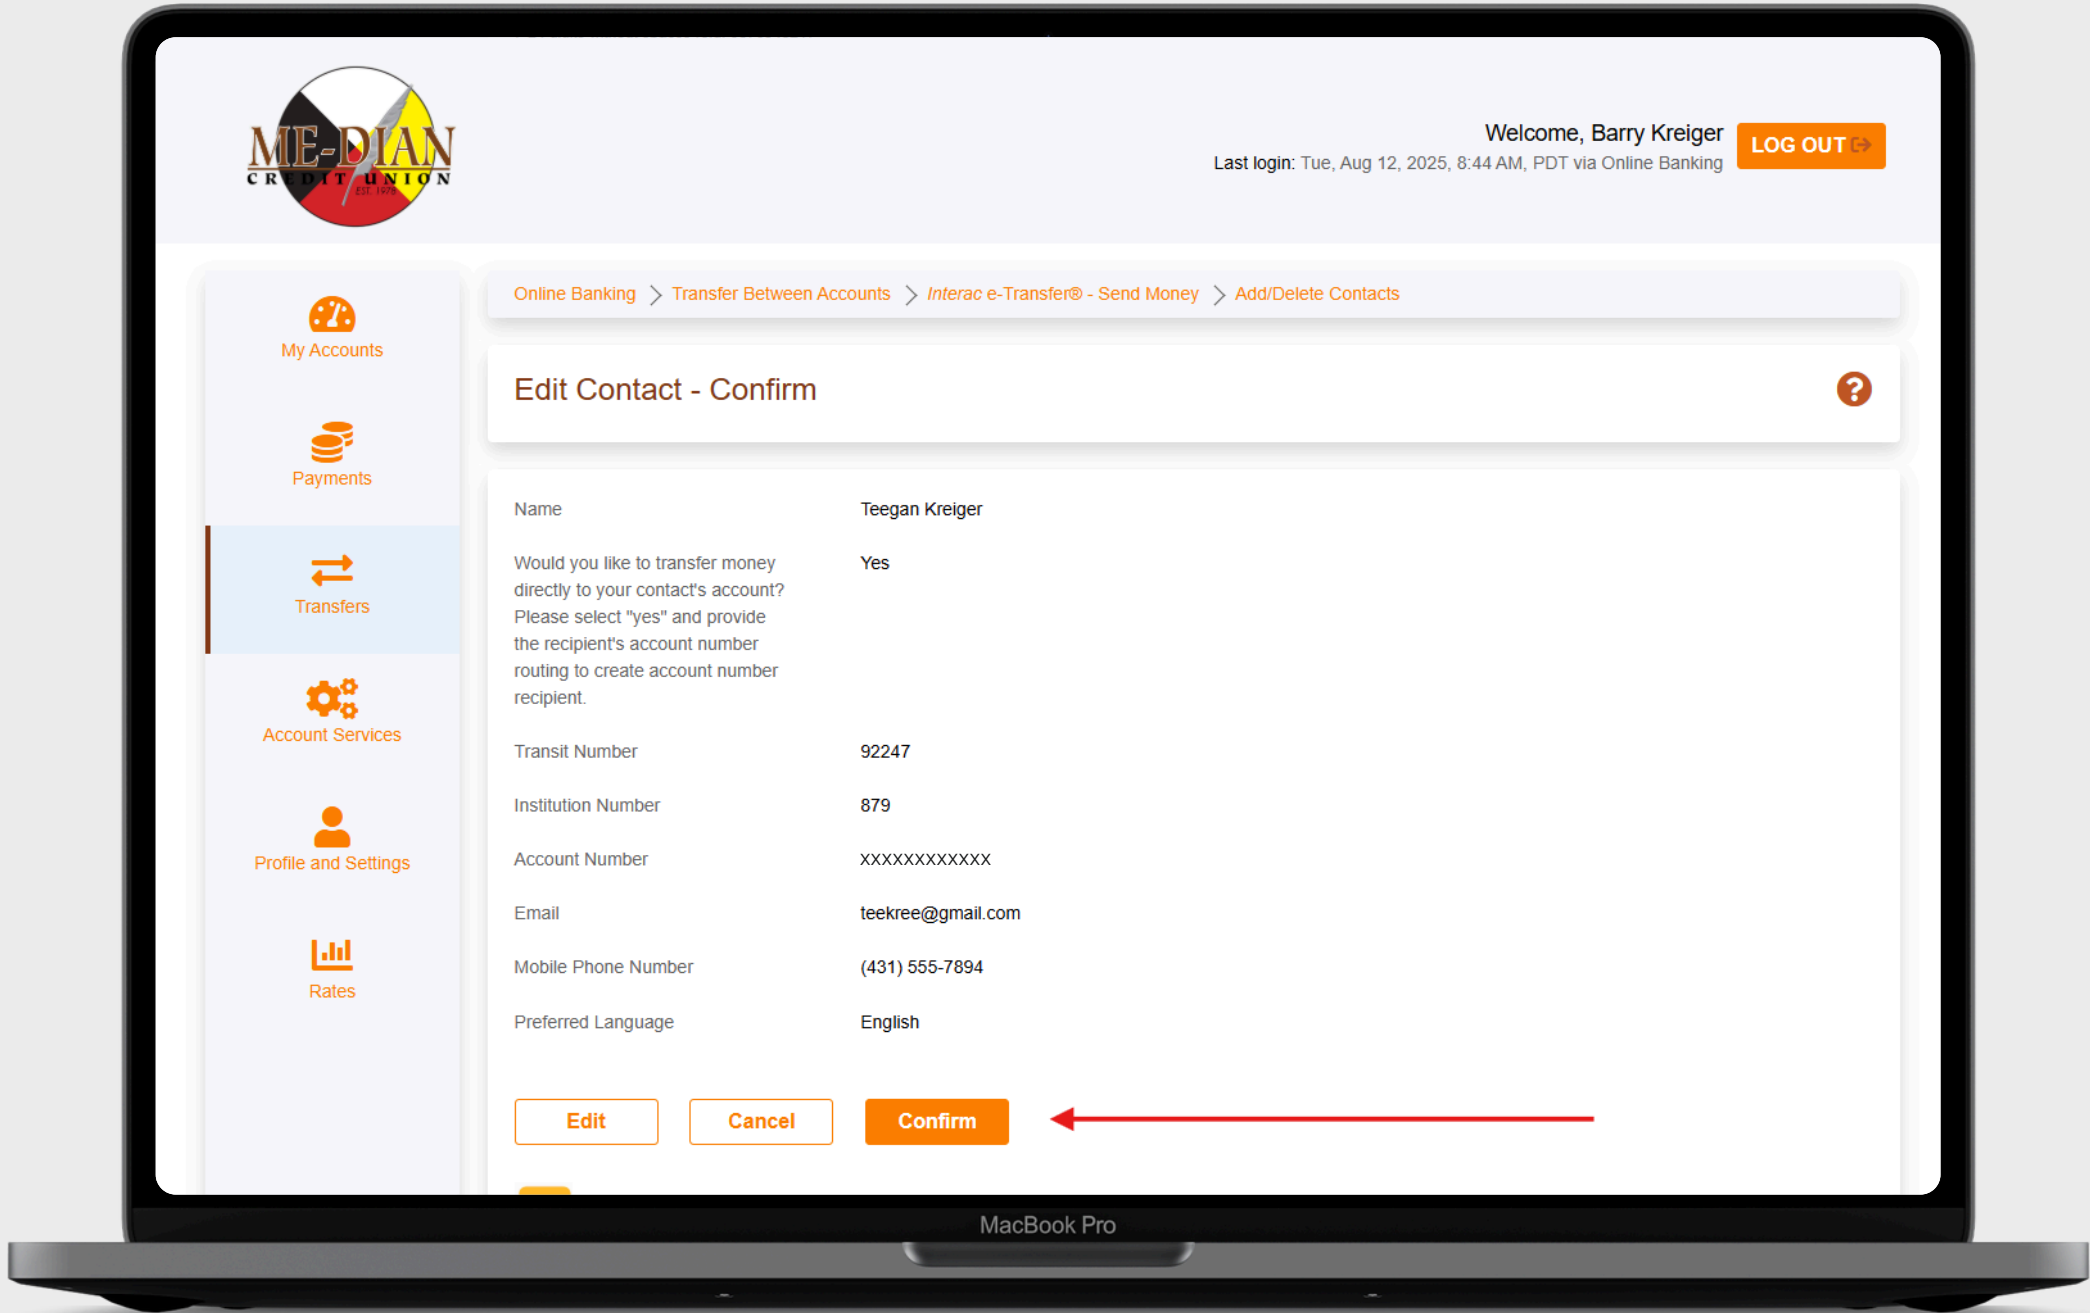 ME-DIAN
CREDIT UNION
EST. 1978
Welcome, Barry Kreiger
Last login: Tue, Aug 12, 2025, 8:44 AM, PDT via Online Banking
LOG OUT
Online Banking > Transfer Between Accounts > Interac e-Transfer® - Send Money > Add/Delete Contacts
My Accounts
Payments
Transfers
Account Services
Profile and Settings
Rates
Edit Contact - Confirm
?
Name Teegan Kreiger
Would you like to transfer money Yes
directly to your contact's account?
Please select "yes" and provide
the recipient's account number
routing to create account number
recipient.
Transit Number 92247
Institution Number 879
Account Number XXXXXXXXXXXX
Email teekree@gmail.com
Mobile Phone Number (431) 555-7894
Preferred Language English
Edit Cancel Confirm
MacBook Pro